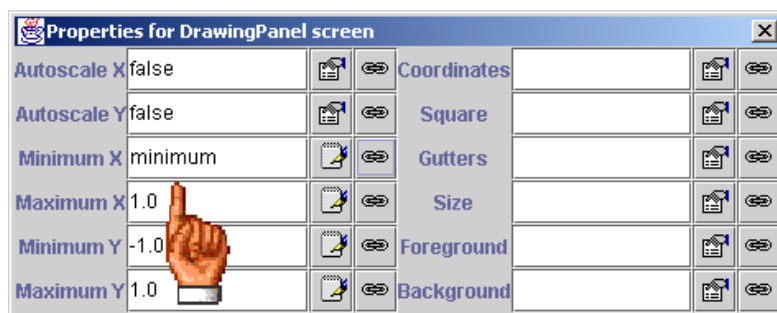 Properties for DrawingPanel screen
Autoscale X false Coordinates
Autoscale Y false Square
Minimum X minimum Gutters
Maximum X 1.0 Size
Minimum Y -1.0 Foreground
Maximum Y 1.0 Background